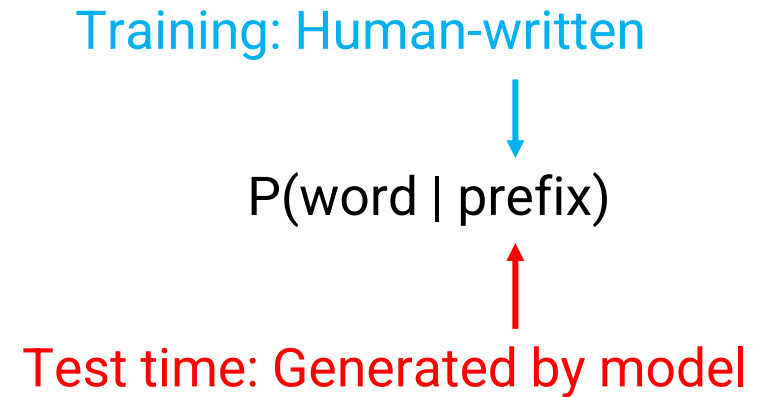 Training: Human-written
P(word | prefix)
Test time: Generated by model